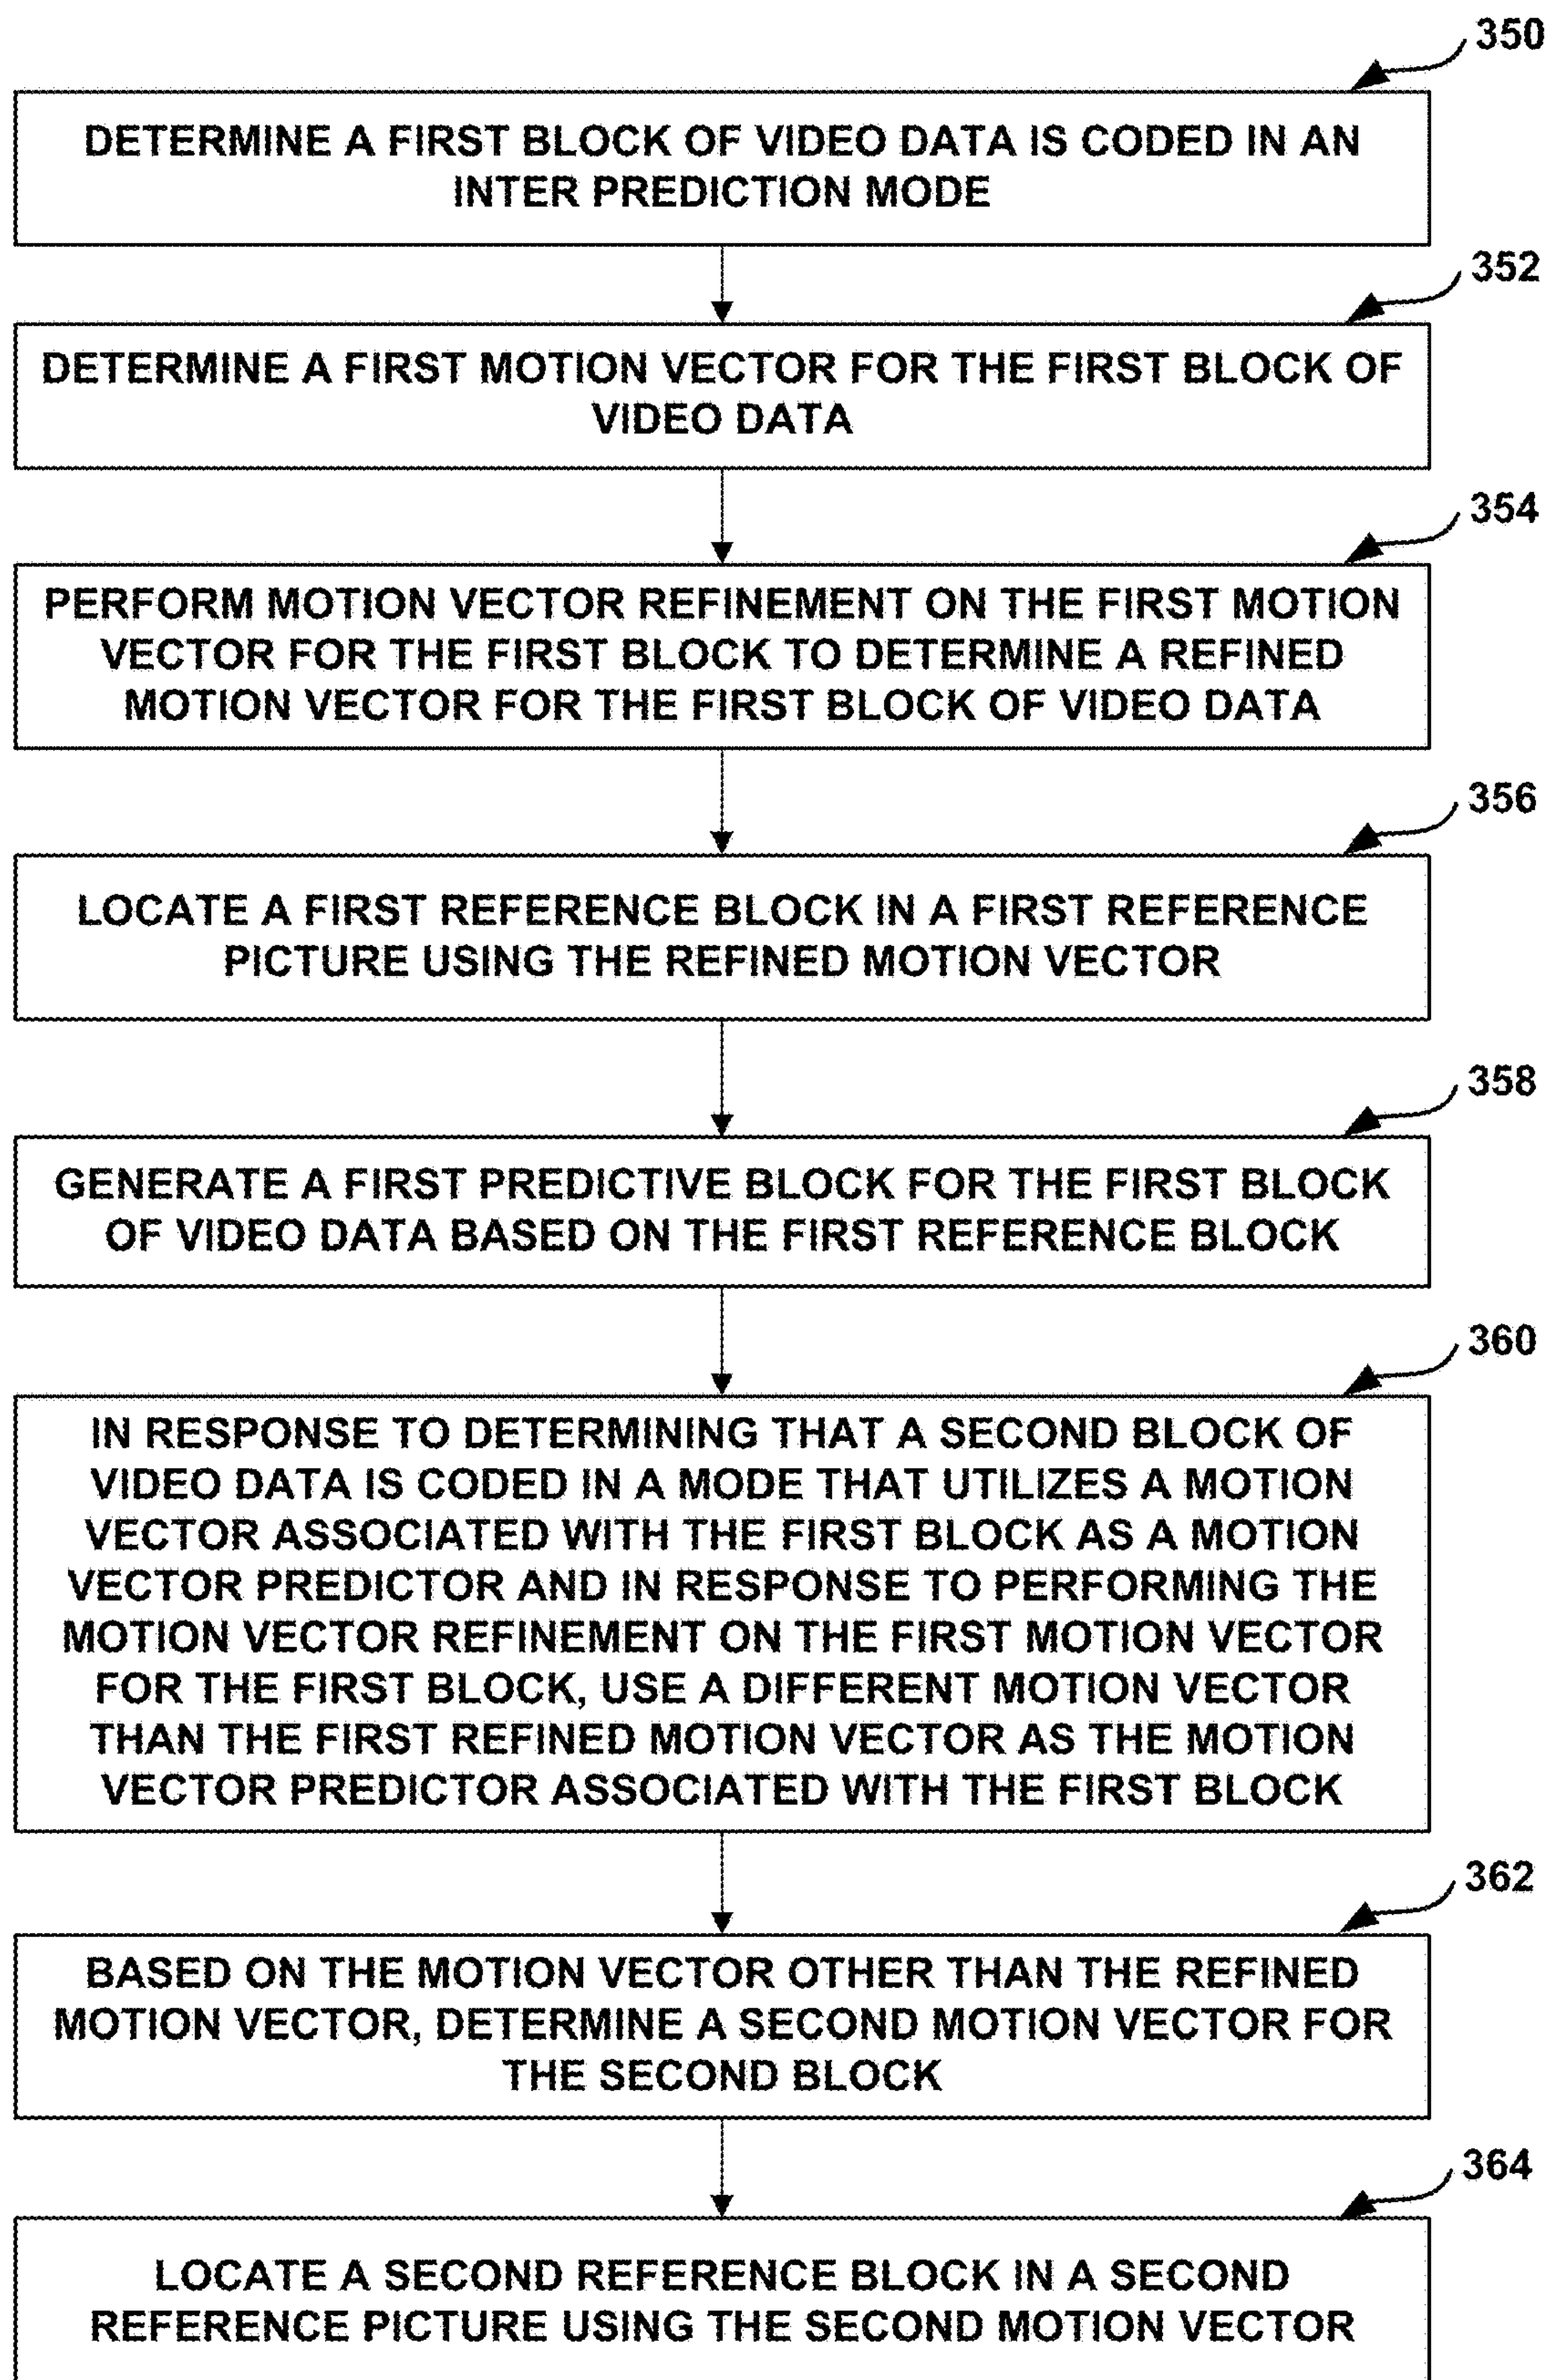 350
DETERMINE A FIRST BLOCK OF VIDEO DATA IS CODED IN AN
INTER PREDICTION MODE
352
DETERMINE A FIRST MOTION VECTOR FOR THE FIRST BLOCK OF
VIDEO DATA
354
PERFORM MOTION VECTOR REFINEMENT ON THE FIRST MOTION
VECTOR FOR THE FIRST BLOCK TO DETERMINE A REFINED
MOTION VECTOR FOR THE FIRST BLOCK OF VIDEO DATA
356
LOCATE A FIRST REFERENCE BLOCK IN A FIRST REFERENCE
PICTURE USING THE REFINED MOTION VECTOR
358
GENERATE A FIRST PREDICTIVE BLOCK FOR THE FIRST BLOCK
OF VIDEO DATA BASED ON THE FIRST REFERENCE BLOCK
360
IN RESPONSE TO DETERMINING THAT A SECOND BLOCK OF
VIDEO DATA IS CODED IN A MODE THAT UTILIZES A MOTION
VECTOR ASSOCIATED WITH THE FIRST BLOCK AS A MOTION
VECTOR PREDICTOR AND IN RESPONSE TO PERFORMING THE
MOTION VECTOR REFINEMENT ON THE FIRST MOTION VECTOR
FOR THE FIRST BLOCK, USE A DIFFERENT MOTION VECTOR
THAN THE FIRST REFINED MOTION VECTOR AS THE MOTION
VECTOR PREDICTOR ASSOCIATED WITH THE FIRST BLOCK
362
BASED ON THE MOTION VECTOR OTHER THAN THE REFINED
MOTION VECTOR, DETERMINE A SECOND MOTION VECTOR FOR
THE SECOND BLOCK
364
LOCATE A SECOND REFERENCE BLOCK IN A SECOND
REFERENCE PICTURE USING THE SECOND MOTION VECTOR